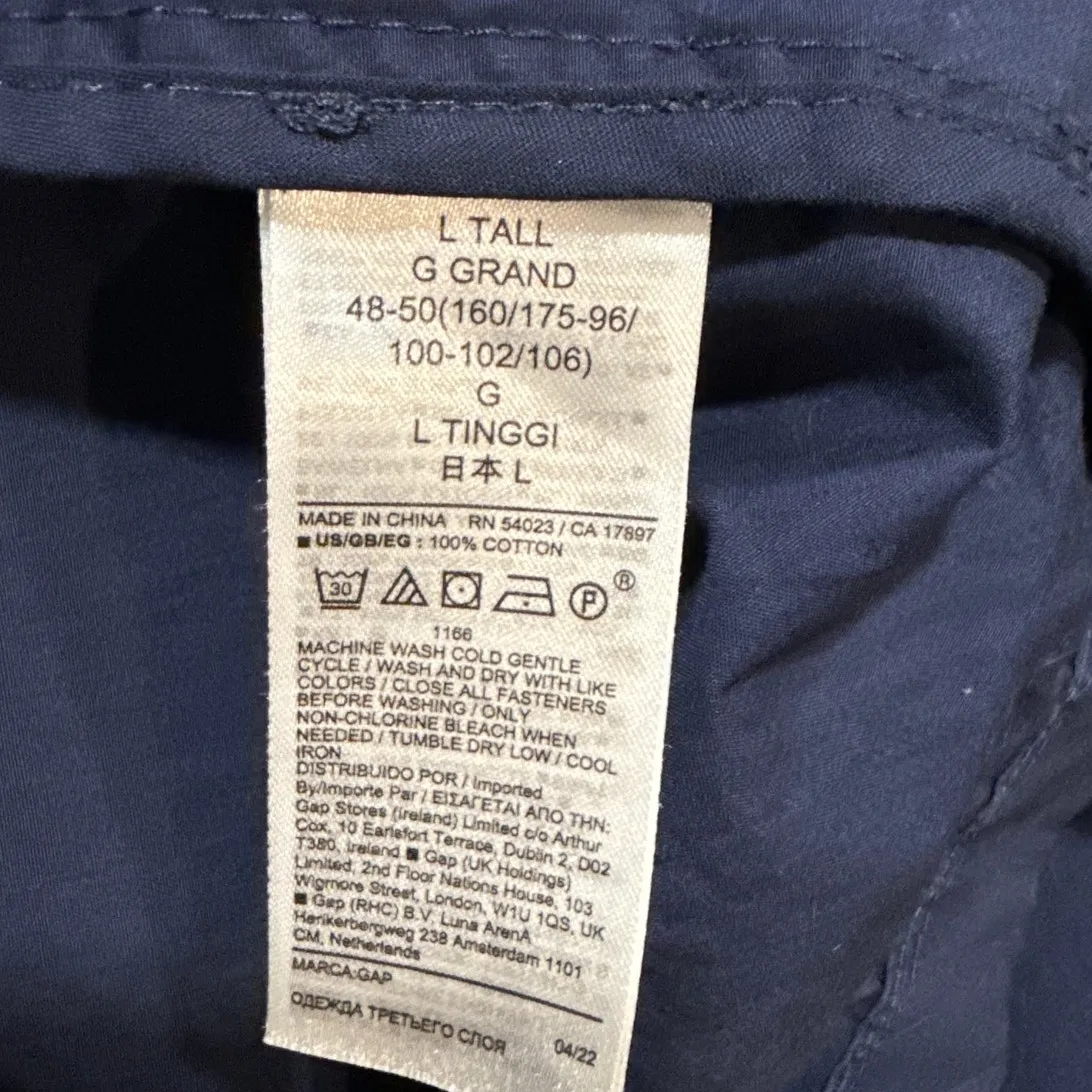 L TALL
G GRAND
48-50(160/175-96/
100-102/106)
G
L TINGGI
日本 L
MADE IN CHINA RN 54023 / CA 17897
■ US/GB/EG : 100% COTTON
30 P ®
1166
MACHINE WASH COLD GENTLE
CYCLE / WASH AND DRY WITH LIKE
COLORS / CLOSE ALL FASTENERS
BEFORE WASHING / ONLY
NON-CHLORINE BLEACH WHEN
NEEDED / TUMBLE DRY LOW / COOL
IRON
DISTRIBUIDO POR / Imported
By/Importe Par / ΕΙΣΑΓΕΤΑΙ ΑΠΟ ΤΗΝ:
Gap Stores (Ireland) Limited c/o Arthur
Cox, 10 Earlsfort Terrace, Dublin 2, D02
T380, Ireland ■ Gap (UK Holdings)
Limited, 2nd Floor Nations House, 103
Wigmore Street, London, W1U 1QS, UK
■ Gap (RHC) B.V. Luna ArenA
Herikerbergweg 238 Amsterdam 1101
CM, Netherlands
MARCA:GAP
ОДЕЖДА ТРЕТЬЕГО СЛОЯ 04/22